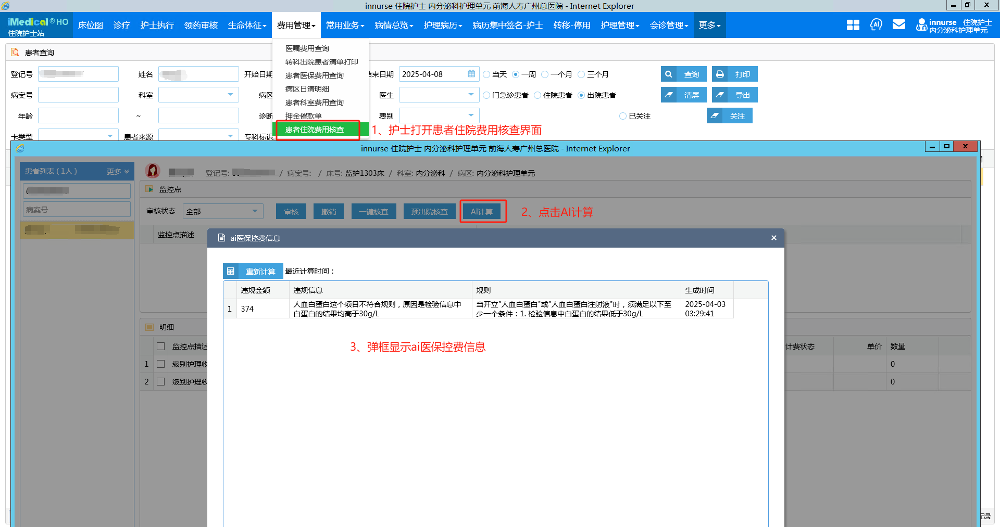 innurse 住院护士 内分泌科护理单元 前海人寿广州总医院 - Internet Explorer
iMedical®HO 床位图 诊疗 护士执行 领药审核 生命体征 费用管理 常用业务 病情总览 护理病历 病历集中签名-护士 转移-停用 护理管理 会诊管理 更多 AI innurse 住院护士
住院护士站 内分泌科护理单元
患者查询
医嘱费用查询
转科出院患者清单打印
患者医保费用查询
病区日清明细
患者科室费用查询
押金催款单
患者住院费用核查
1、护士打开患者住院费用核查界面
登记号 姓名 开始日期 结束日期 2025-04-08 当天 一周 一个月 三个月 查询 打印
病案号 科室 病区 医生 门急诊患者 住院患者 出院患者 清屏 导出
年龄 ~ 诊断 费别 已关注 关注
卡类型 患者来源 专科标识
innurse 住院护士 内分泌科护理单元 前海人寿广州总医院 - Internet Explorer
患者列表 ( 1人 ) 更多
登记号: / 病案号: / 床号: 监护1303床 / 科室: 内分泌科 / 病区: 内分泌科护理单元
病案号
监控点
审核状态 全部 审核 撤销 一键核查 预出院核查 AI计算
2、点击AI计算
监控点描述
ai医保控费信息
重新计算 最近计算时间：
违规金额 违规信息 规则 生成时间
1 374 人血白蛋白这个项目不符合规则，原因是检验信息中 当开立"人血白蛋白"或"人血白蛋白注射液"时，须满足以下至 2025-04-03
白蛋白的结果均高于30g/L 少一个条件：1. 检验信息中白蛋白的结果低于30g/L 03:29:41
3、弹框显示ai医保控费信息
明细
监控点描述 计费状态 单价 数量
1 级别护理收 0
2 级别护理收 0
记录